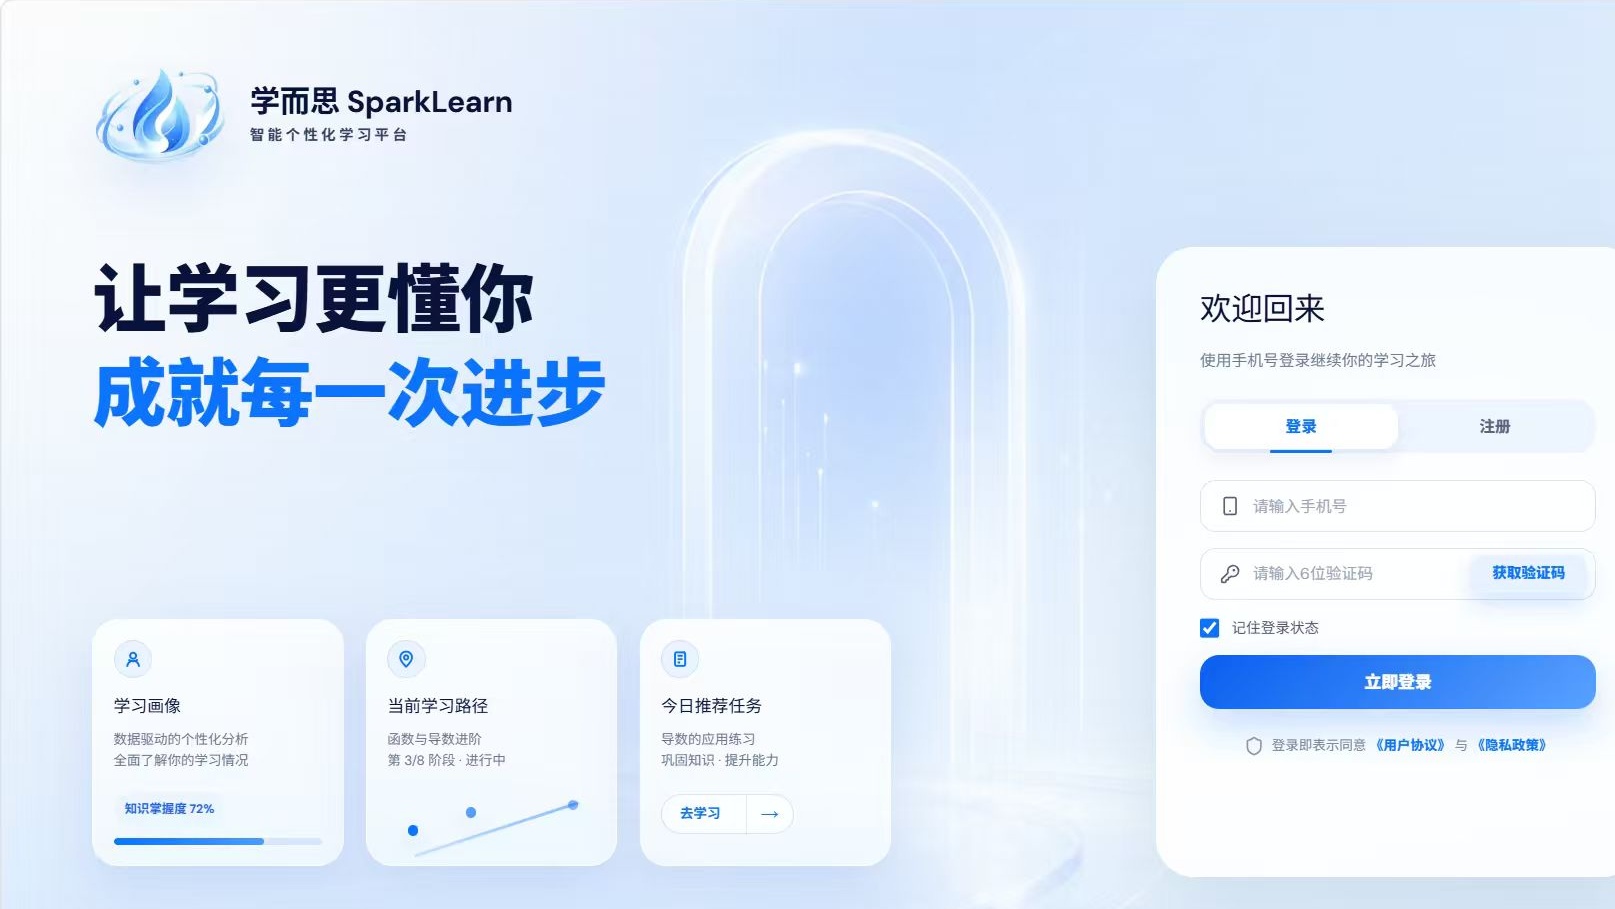 学而思 SparkLearn
智能个性化学习平台
让学习更懂你
成就每一次进步
学习画像
数据驱动的个性化分析
全面了解你的学习情况
知识掌握度 72%
当前学习路径
函数与导数进阶
第 3/8 阶段 · 进行中
今日推荐任务
导数的应用练习
巩固知识 · 提升能力
去学习 →
欢迎回来
使用手机号登录继续你的学习之旅
登录 注册
请输入手机号
请输入6位验证码 获取验证码
记住登录状态
立即登录
登录即表示同意 《用户协议》 与 《隐私政策》